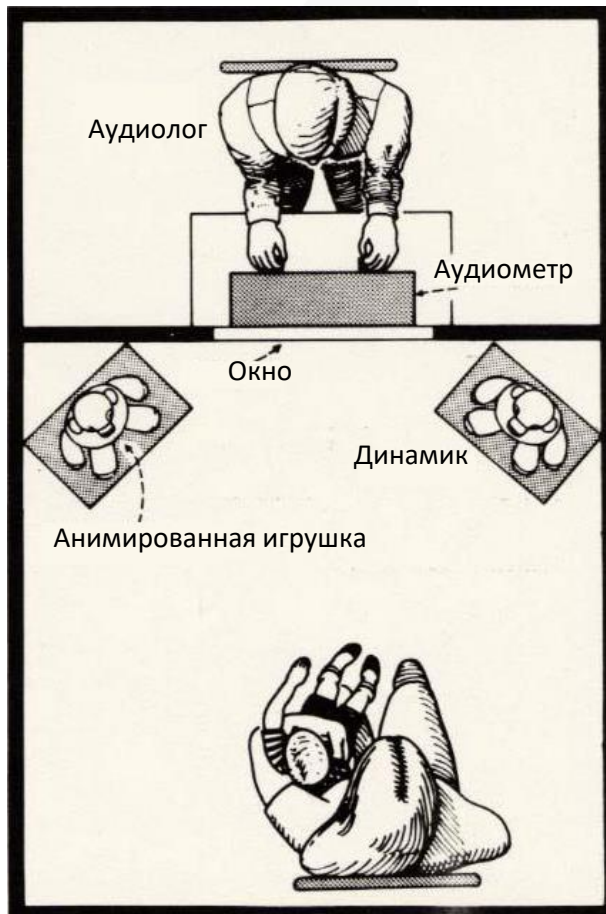 Аудиолог
Аудиометр
Окно
Динамик
Анимированная игрушка